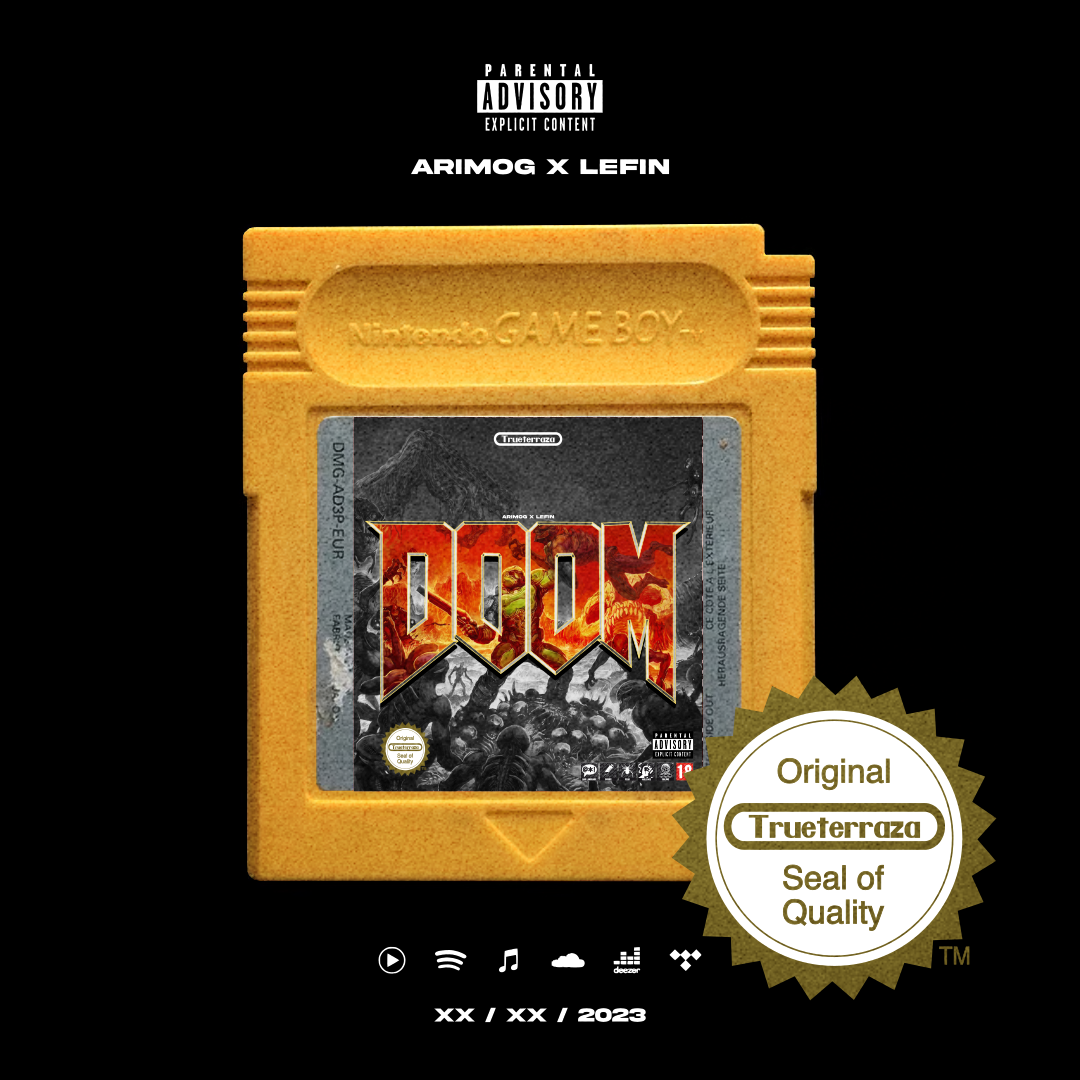 PARENTAL
ADVISORY
EXPLICIT CONTENT
ARIMOG X LEFIN
Nintendo GAME BOY
Trueterraza
DMG-AD3P-EUR
ARIMOG X LEFIN
DOOM
CE COTE A L'EXTERIEUR
HERAUSRAGENDE SEITE
Original
Trueterraza
Seal of
Quality
PARENTAL
ADVISORY
EXPLICIT CONTENT
18
Original
Trueterraza
Seal of
Quality
TM
deezer
XX / XX / 2023